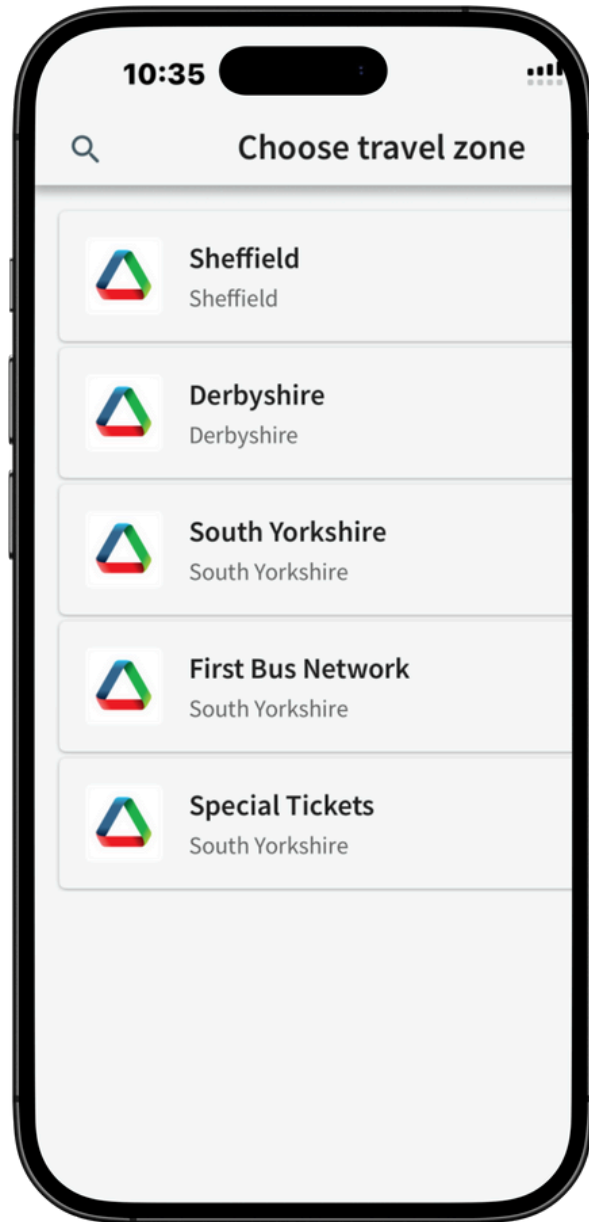 10:35
Choose travel zone
Sheffield
Sheffield
Derbyshire
Derbyshire
South Yorkshire
South Yorkshire
First Bus Network
South Yorkshire
Special Tickets
South Yorkshire